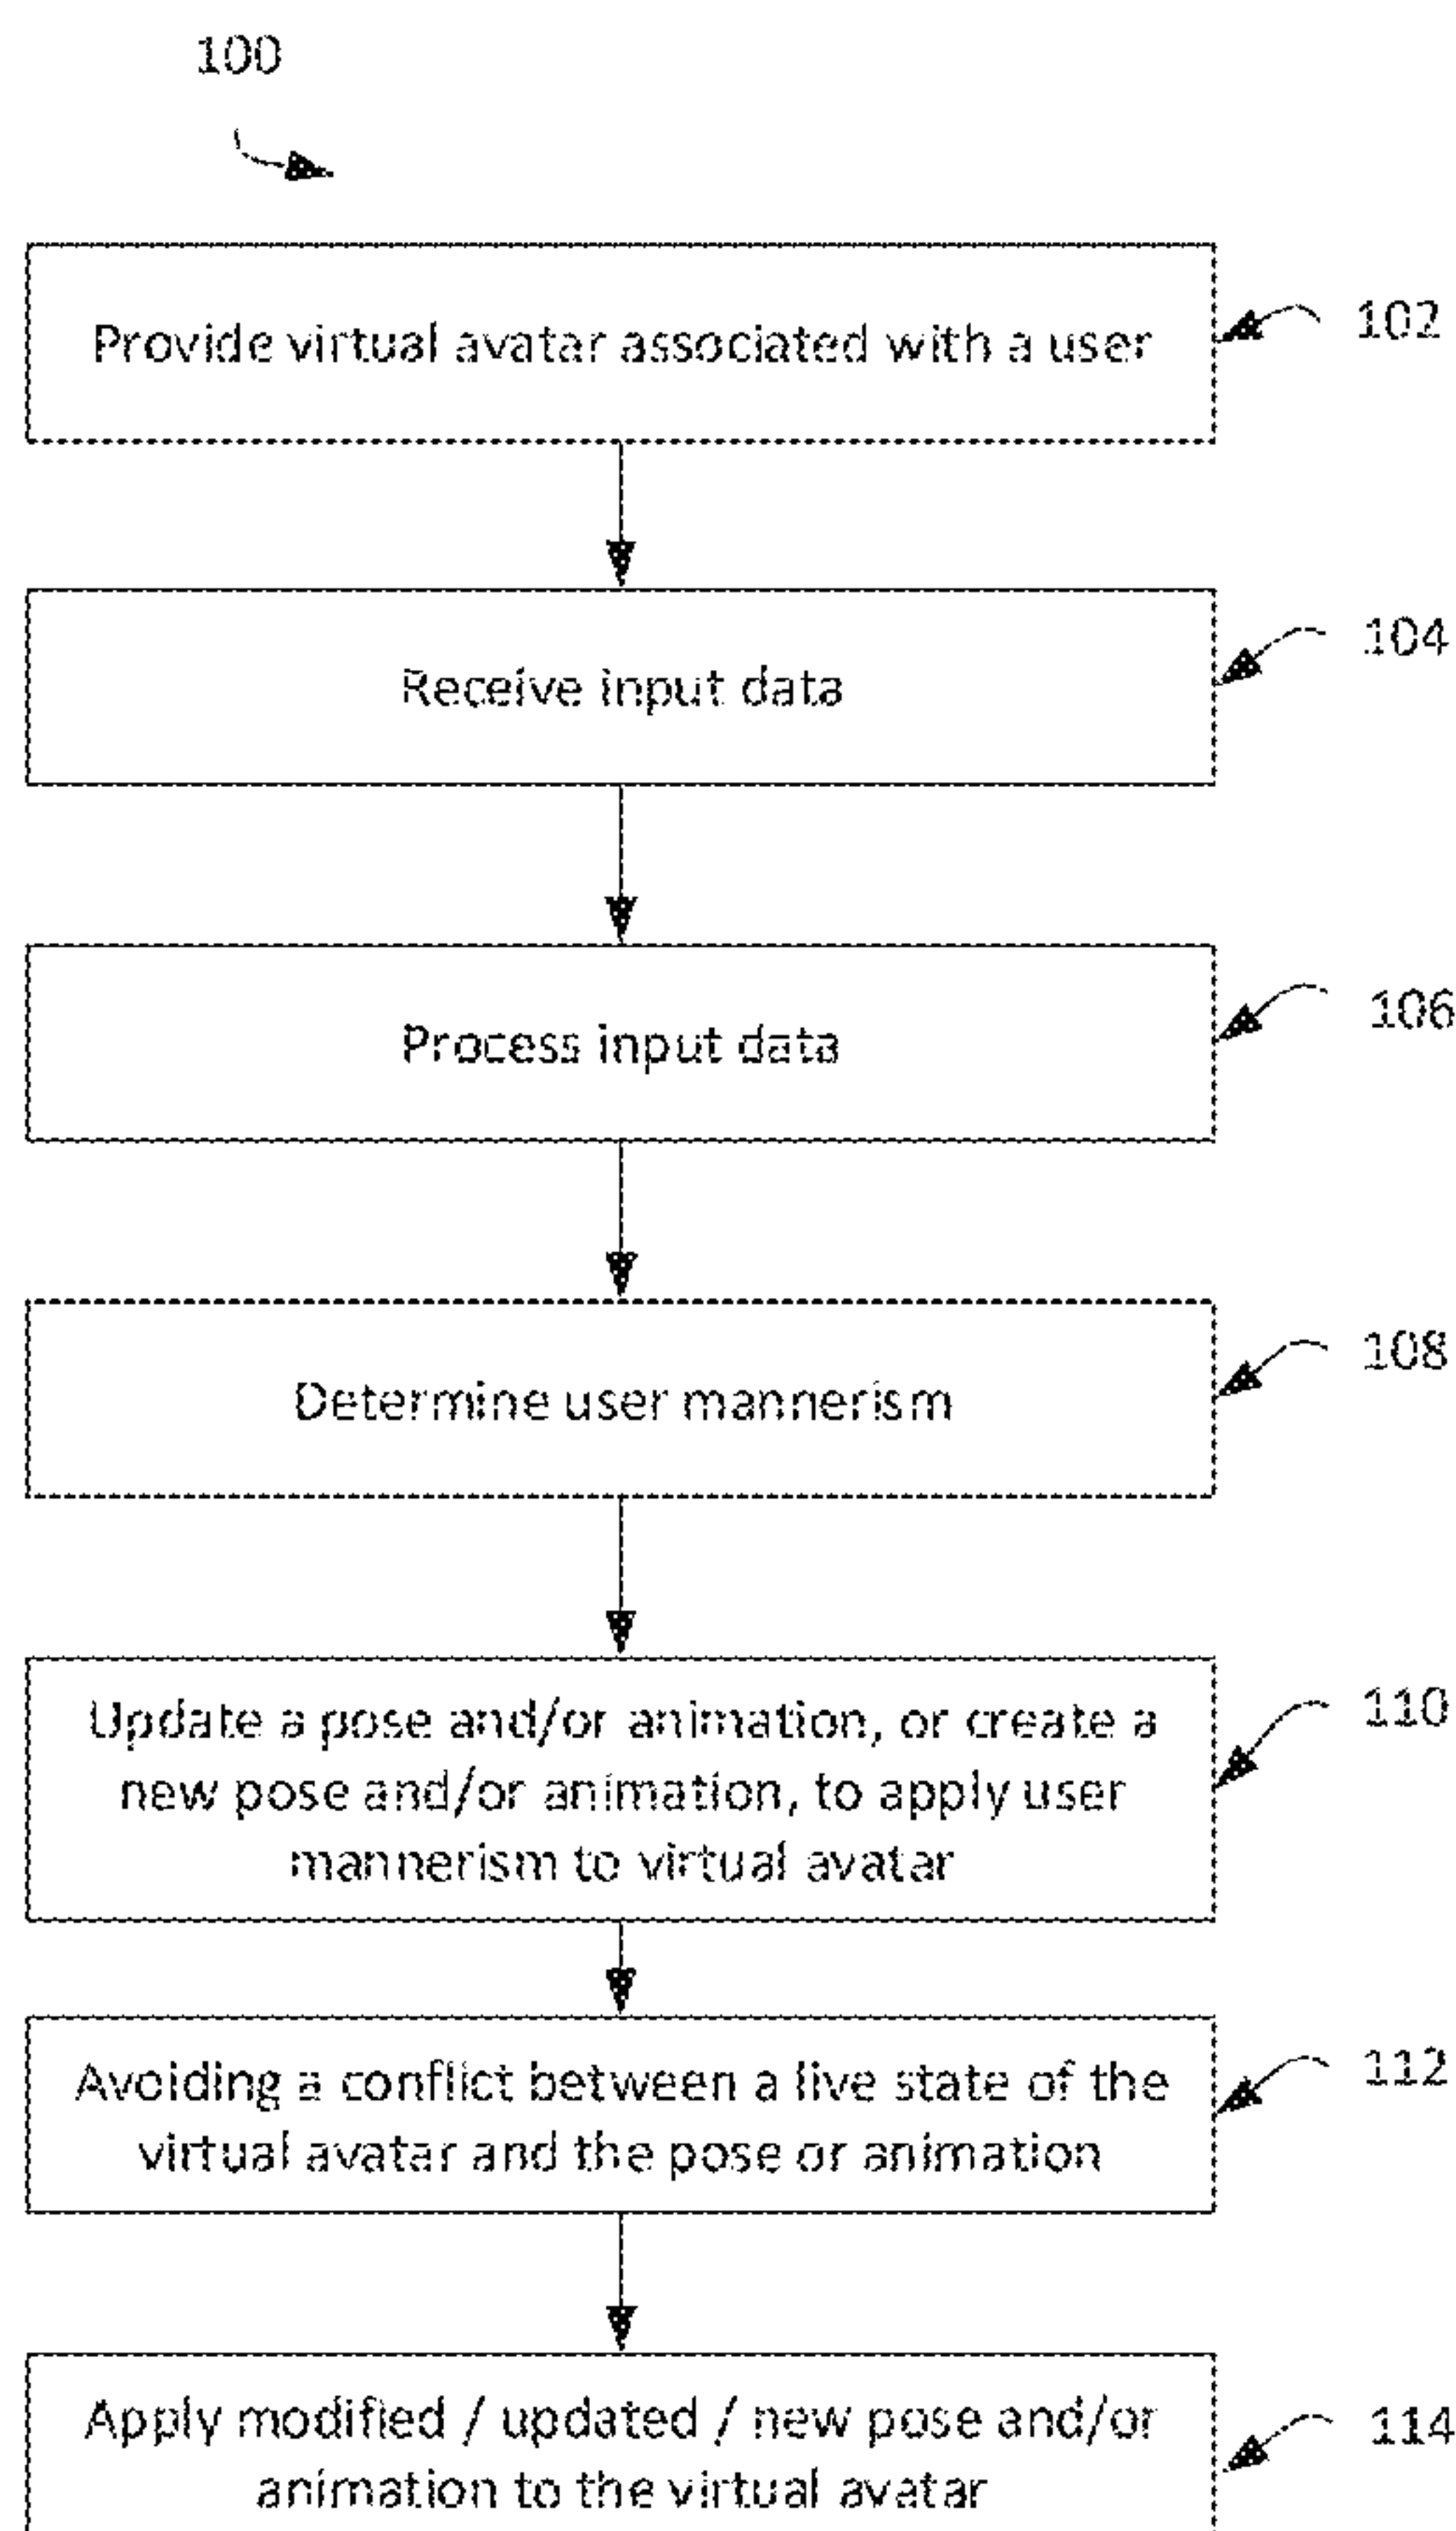 100
Provide virtual avatar associated with a user
102
Receive input data
104
Process input data
106
Determine user mannerism
108
Update a pose and/or animation, or create a
new pose and/or animation, to apply user
mannerism to virtual avatar
110
Avoiding a conflict between a live state of the
virtual avatar and the pose or animation
112
Apply modified / updated / new pose and/or
animation to the virtual avatar
114